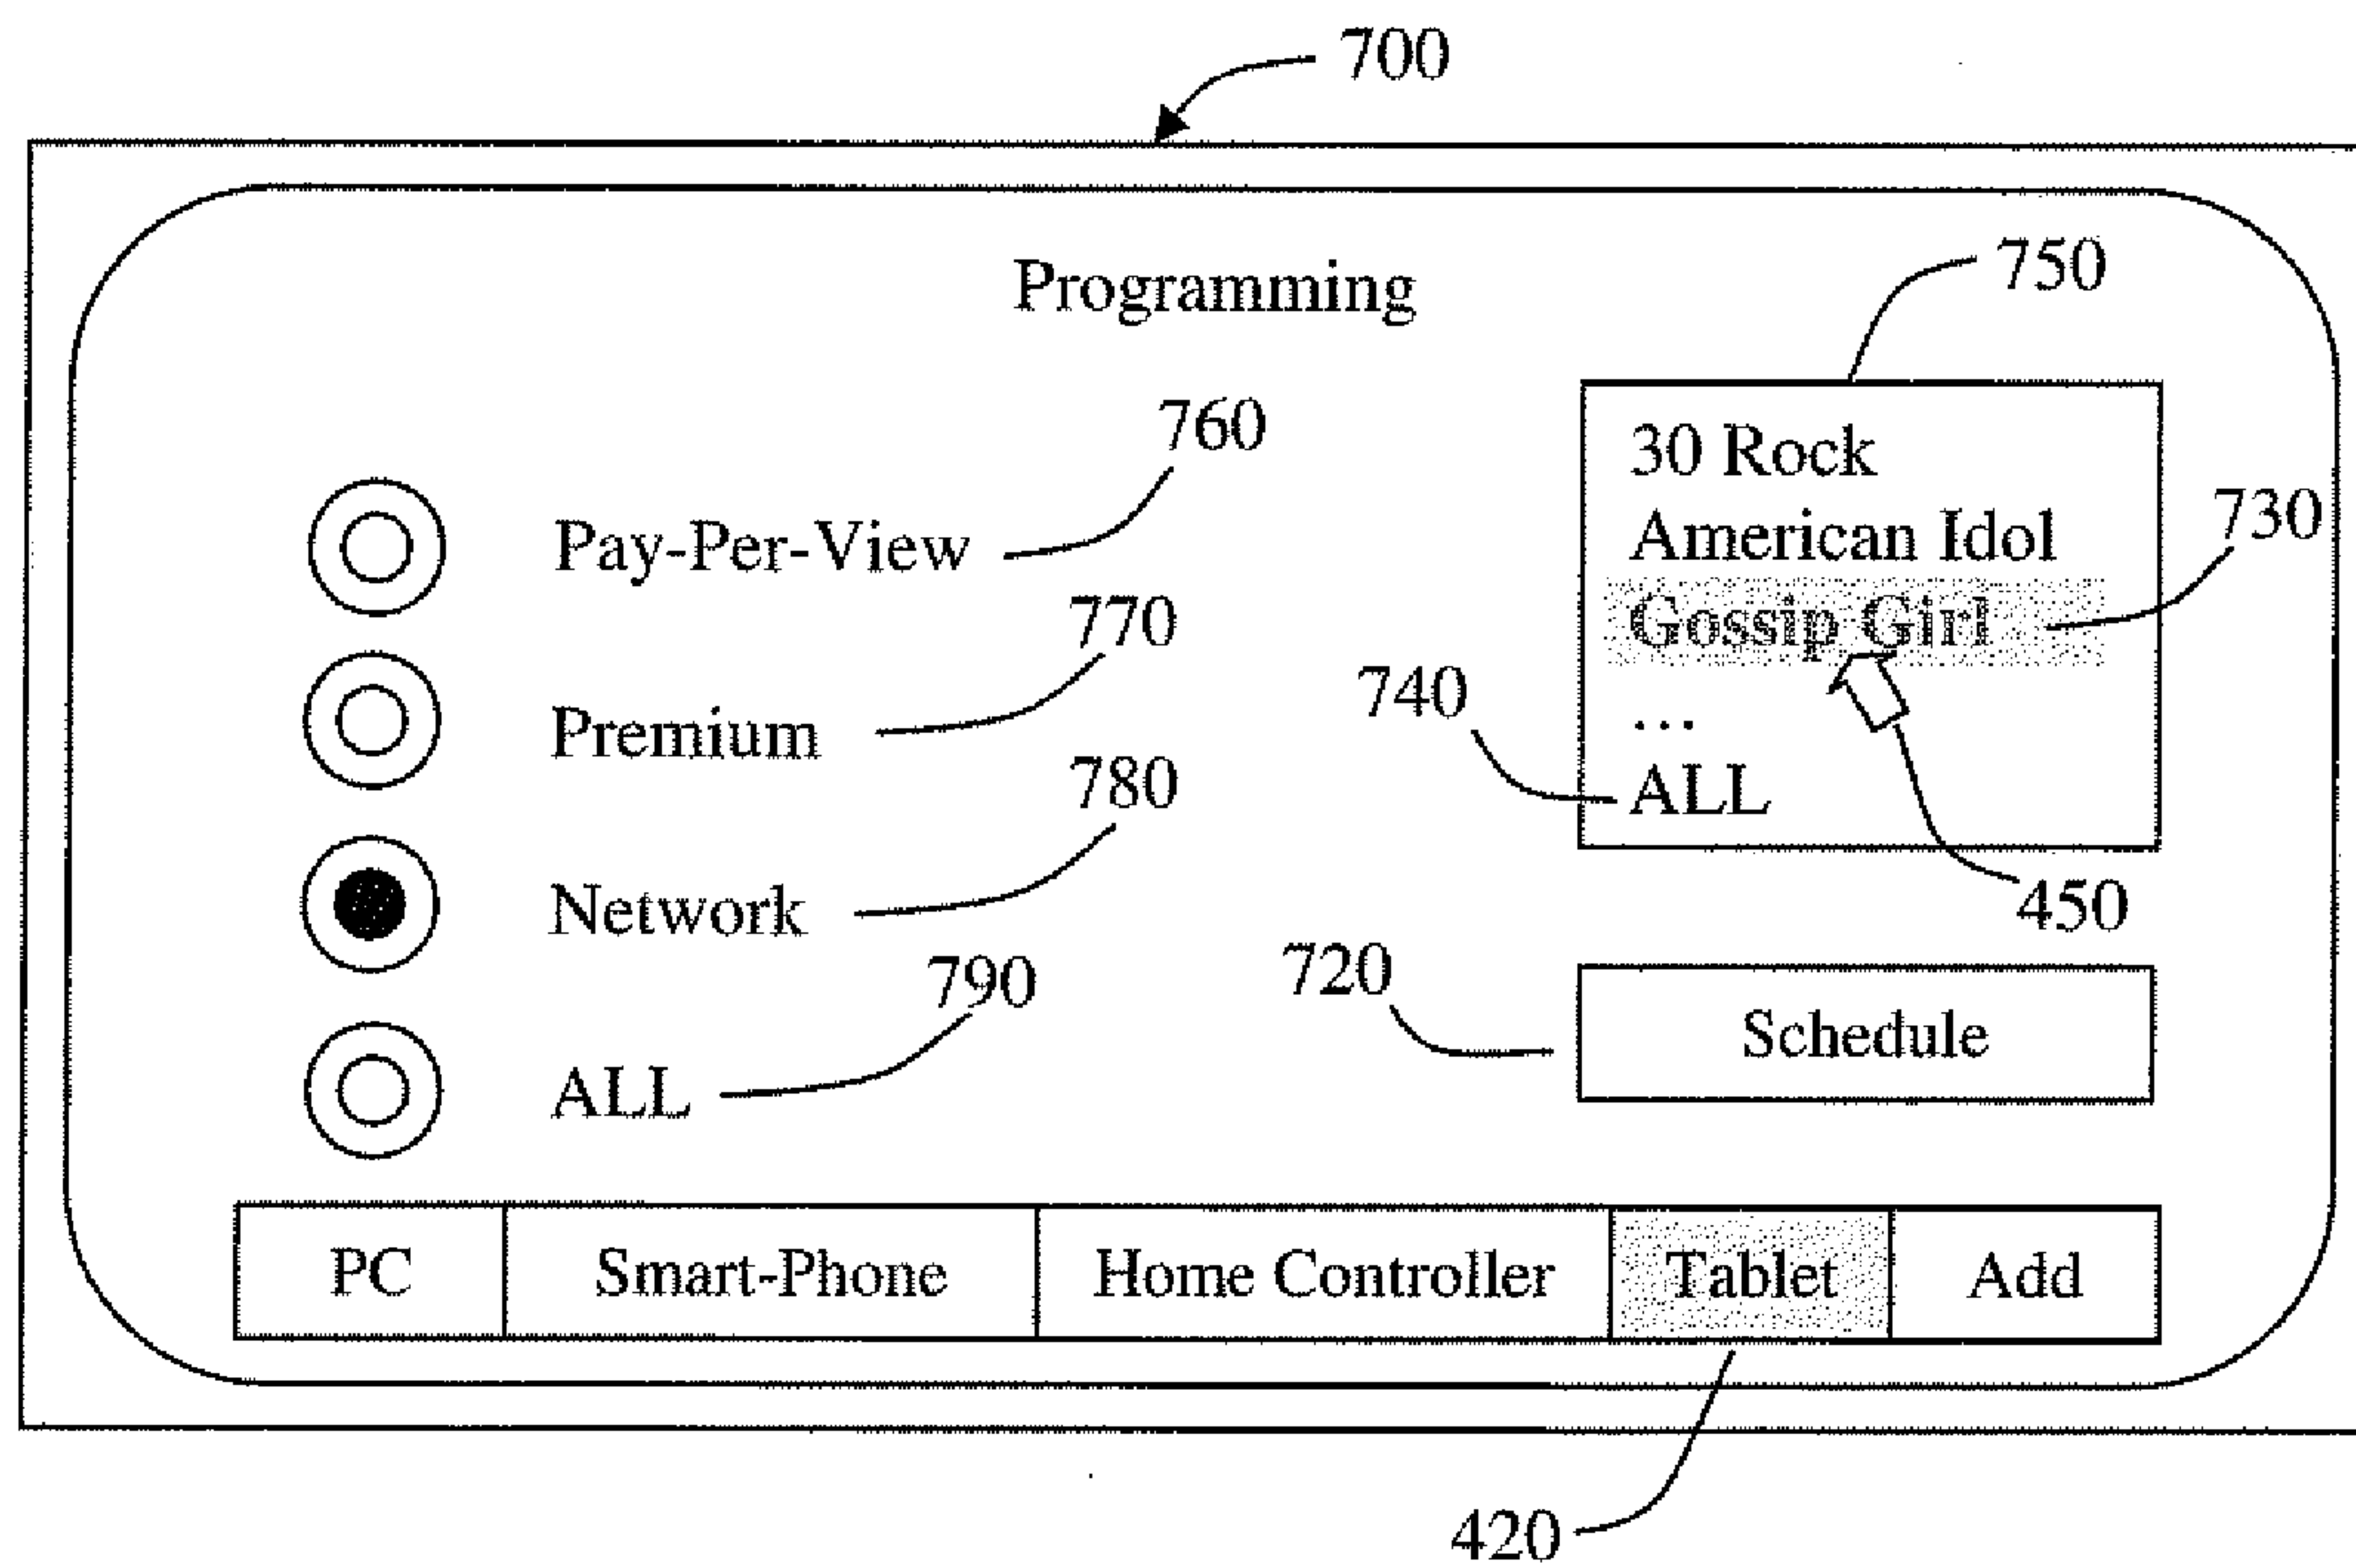 700
Programming
750
760
30 Rock
American Idol
730
Pay-Per-View
Gossip Girl
770
740
Premium
...
780
ALL
Network
450
790
720
Schedule
ALL
PC Smart-Phone Home Controller Tablet Add
420